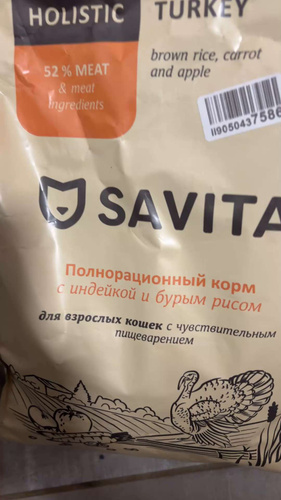 HOLISTIC
TURKEY
brown rice, carrot
and apple
52 % MEAT
& meat
ingredients
II9050437586
SAVITA
Полнорационный корм
с индейкой и бурым рисом
для взрослых кошек с чувствительным
пищеварением